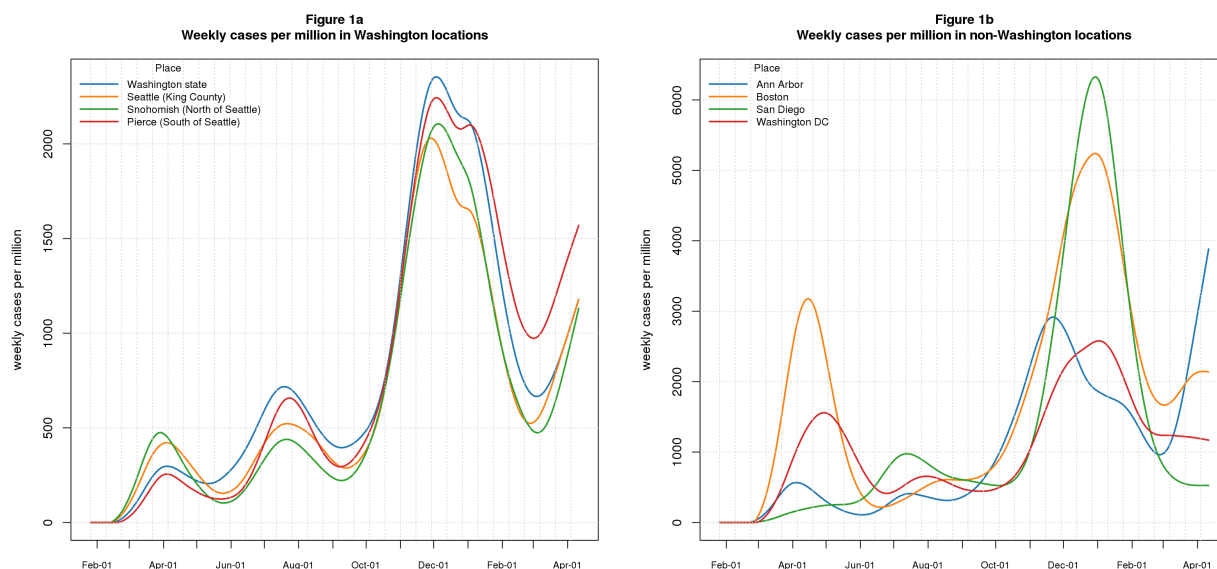 Figure 1a
Weekly cases per million in Washington locations
Place
Washington state
Seattle (King County)
Snohomish (North of Seattle)
Pierce (South of Seattle)
weekly cases per million
2000
1500
1000
500
0
Feb-01 Apr-01 Jun-01 Aug-01 Oct-01 Dec-01 Feb-01 Apr-01
Figure 1b
Weekly cases per million in non-Washington locations
Place
Ann Arbor
Boston
San Diego
Washington DC
weekly cases per million
6000
5000
4000
3000
2000
1000
0
Feb-01 Apr-01 Jun-01 Aug-01 Oct-01 Dec-01 Feb-01 Apr-01